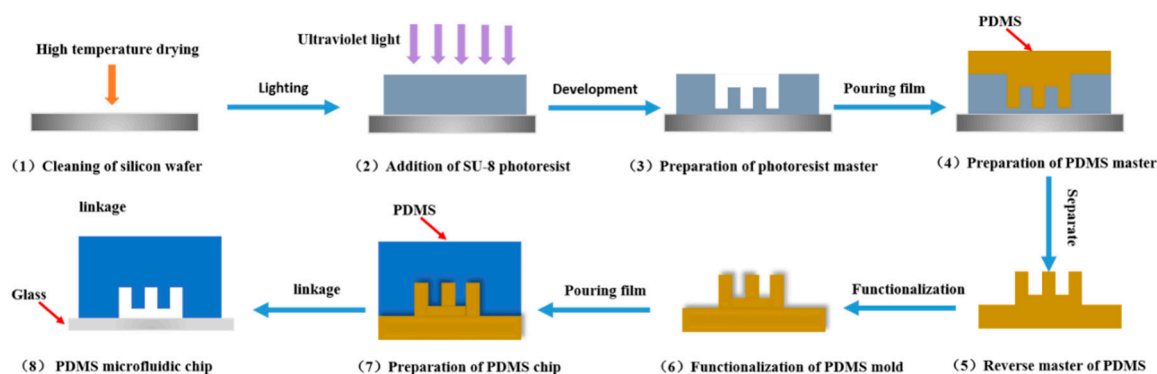 High temperature drying
Lighting
(1) Cleaning of silicon wafer
Ultraviolet light
(2) Addition of SU-8 photoresist
Development
(3) Preparation of photoresist master
Pouring film
PDMS
(4) Preparation of PDMS master
Separate
(5) Reverse master of PDMS
Functionalization
(6) Functionalization of PDMS mold
Pouring film
PDMS
(7) Preparation of PDMS chip
linkage
linkage
Glass
(8) PDMS microfluidic chip